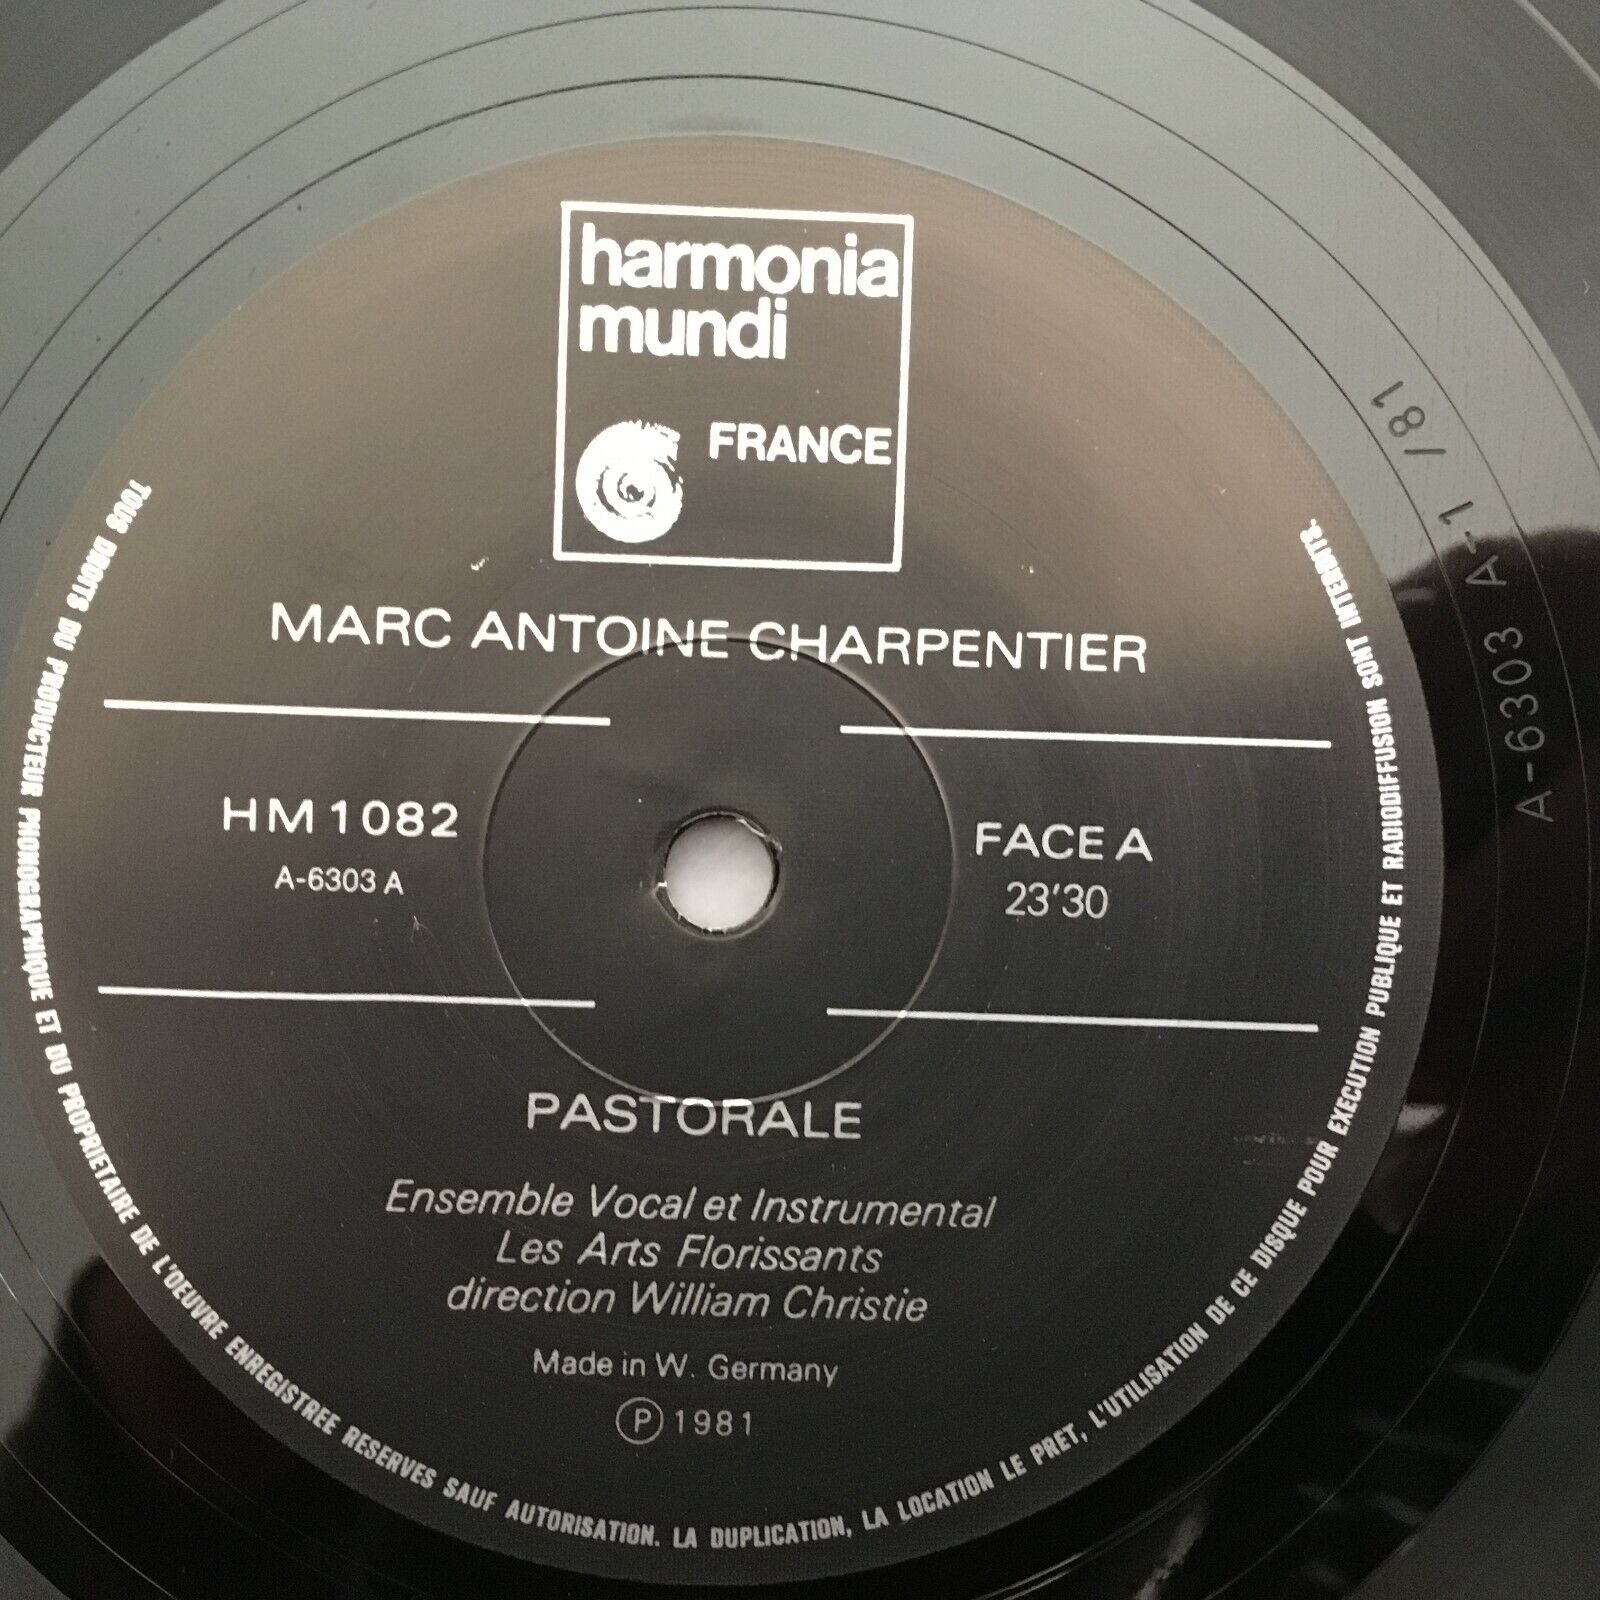 harmonia
mundi
FRANCE
MARC ANTOINE CHARPENTIER
HM 1082
A-6303 A
FACE A
23'30
PASTORALE
Ensemble Vocal et Instrumental
Les Arts Florissants
direction William Christie
Made in W. Germany
Ⓟ 1981
TOUS DROITS DU PRODUCTEUR PHONOGRAPHIQUE ET DU PROPRIETAIRE DE L'OEUVRE ENREGISTREE RESERVES SAUF AUTORISATION. LA DUPLICATION, LA LOCATION LE PRET, L'UTILISATION DE CE DISQUE POUR EXECUTION PUBLIQUE ET RADIODIFFUSION SONT INTERDITS.
A-6303 A-1 /81